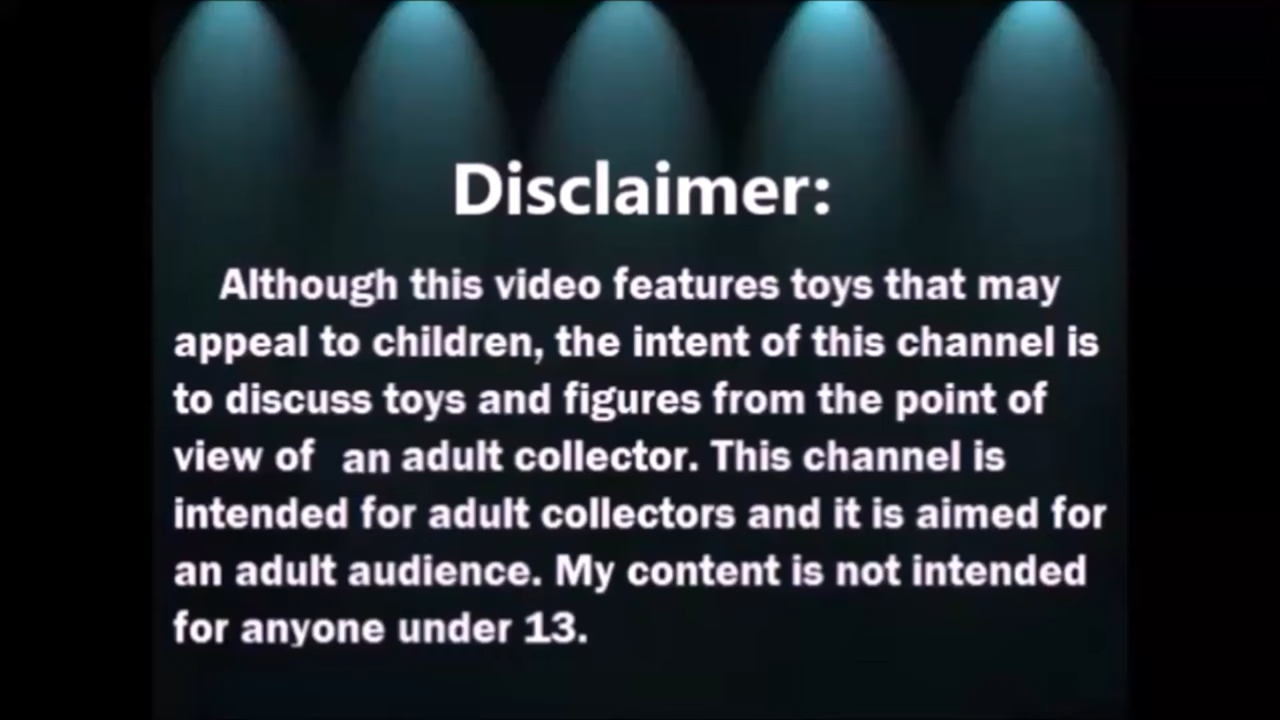 Disclaimer:
Although this video features toys that may
appeal to children, the intent of this channel is
to discuss toys and figures from the point of
view of an adult collector. This channel is
intended for adult collectors and it is aimed for
an adult audience. My content is not intended
for anyone under 13.